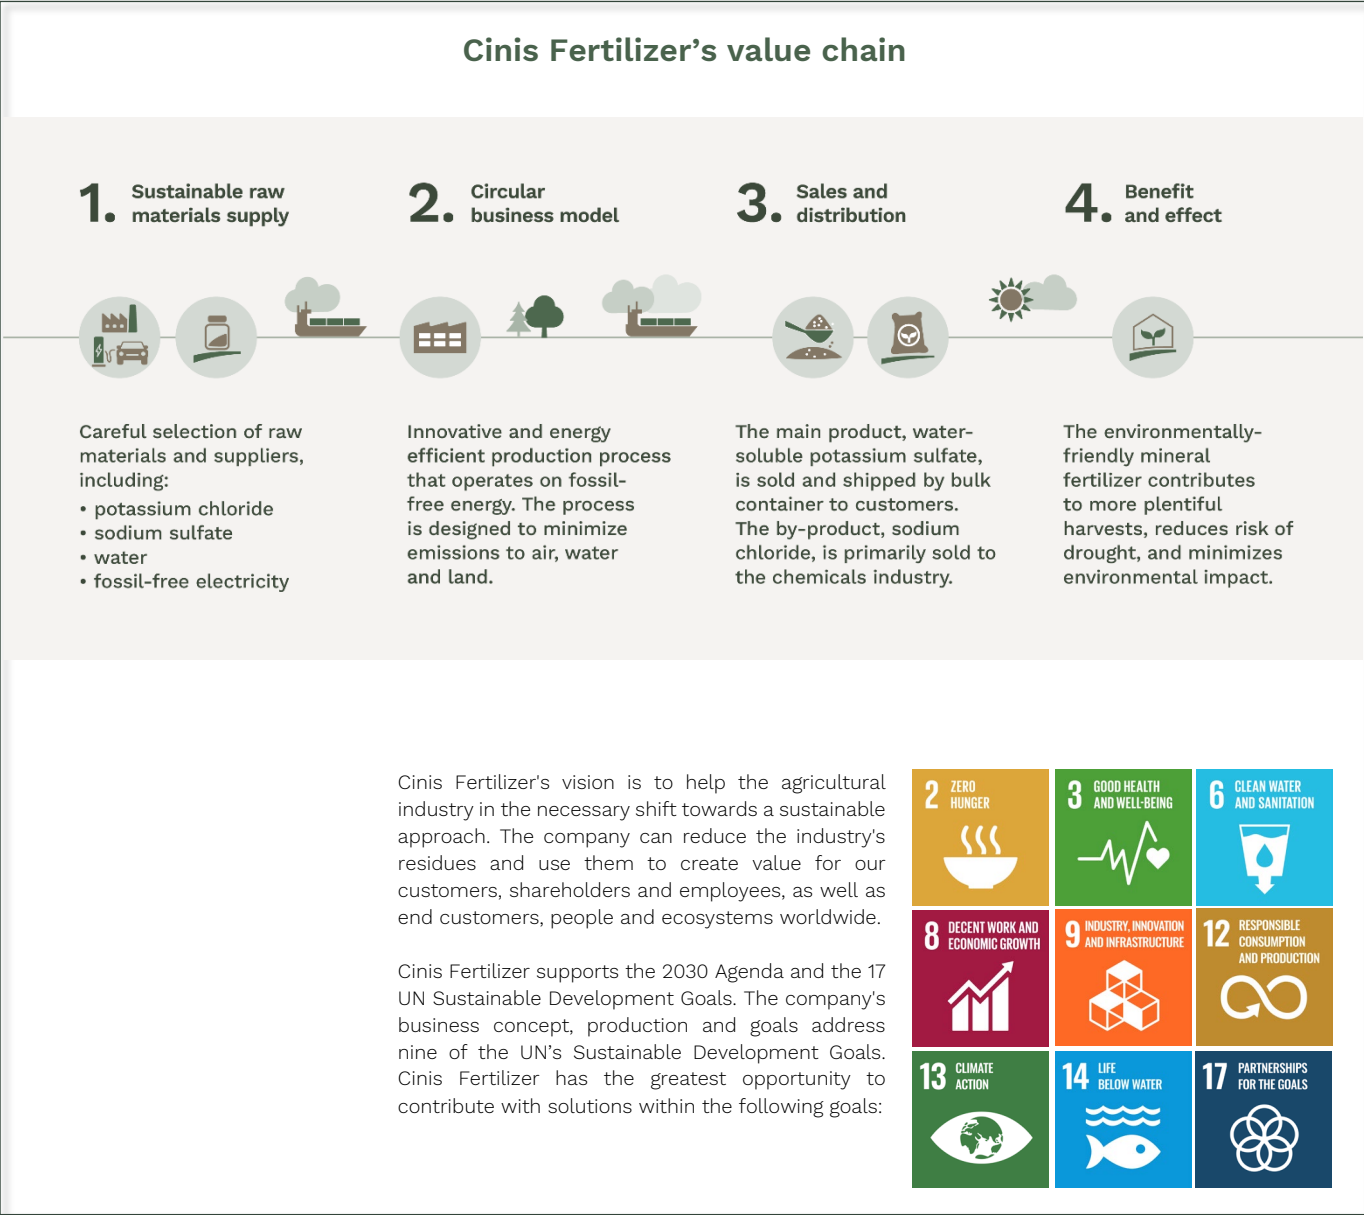 Cinis Fertilizer’s value chain
1. Sustainable raw
materials supply
2. Circular
business model
3. Sales and
distribution
4. Benefit
and effect
Careful selection of raw
materials and suppliers,
including:
• potassium chloride
• sodium sulfate
• water
• fossil-free electricity
Innovative and energy
efficient production process
that operates on fossil-
free energy. The process
is designed to minimize
emissions to air, water
and land.
The main product, water-
soluble potassium sulfate,
is sold and shipped by bulk
container to customers.
The by-product, sodium
chloride, is primarily sold to
the chemicals industry.
The environmentally-
friendly mineral
fertilizer contributes
to more plentiful
harvests, reduces risk of
drought, and minimizes
environmental impact.
Cinis Fertilizer's vision is to help the agricultural
industry in the necessary shift towards a sustainable
approach. The company can reduce the industry's
residues and use them to create value for our
customers, shareholders and employees, as well as
end customers, people and ecosystems worldwide.
Cinis Fertilizer supports the 2030 Agenda and the 17
UN Sustainable Development Goals. The company's
business concept, production and goals address
nine of the UN’s Sustainable Development Goals.
Cinis Fertilizer has the greatest opportunity to
contribute with solutions within the following goals:
2 ZERO
HUNGER
3 GOOD HEALTH
AND WELL-BEING
6 CLEAN WATER
AND SANITATION
8 DECENT WORK AND
ECONOMIC GROWTH
9 INDUSTRY, INNOVATION
AND INFRASTRUCTURE
12 RESPONSIBLE
CONSUMPTION
AND PRODUCTION
13 CLIMATE
ACTION
14 LIFE
BELOW WATER
17 PARTNERSHIPS
FOR THE GOALS